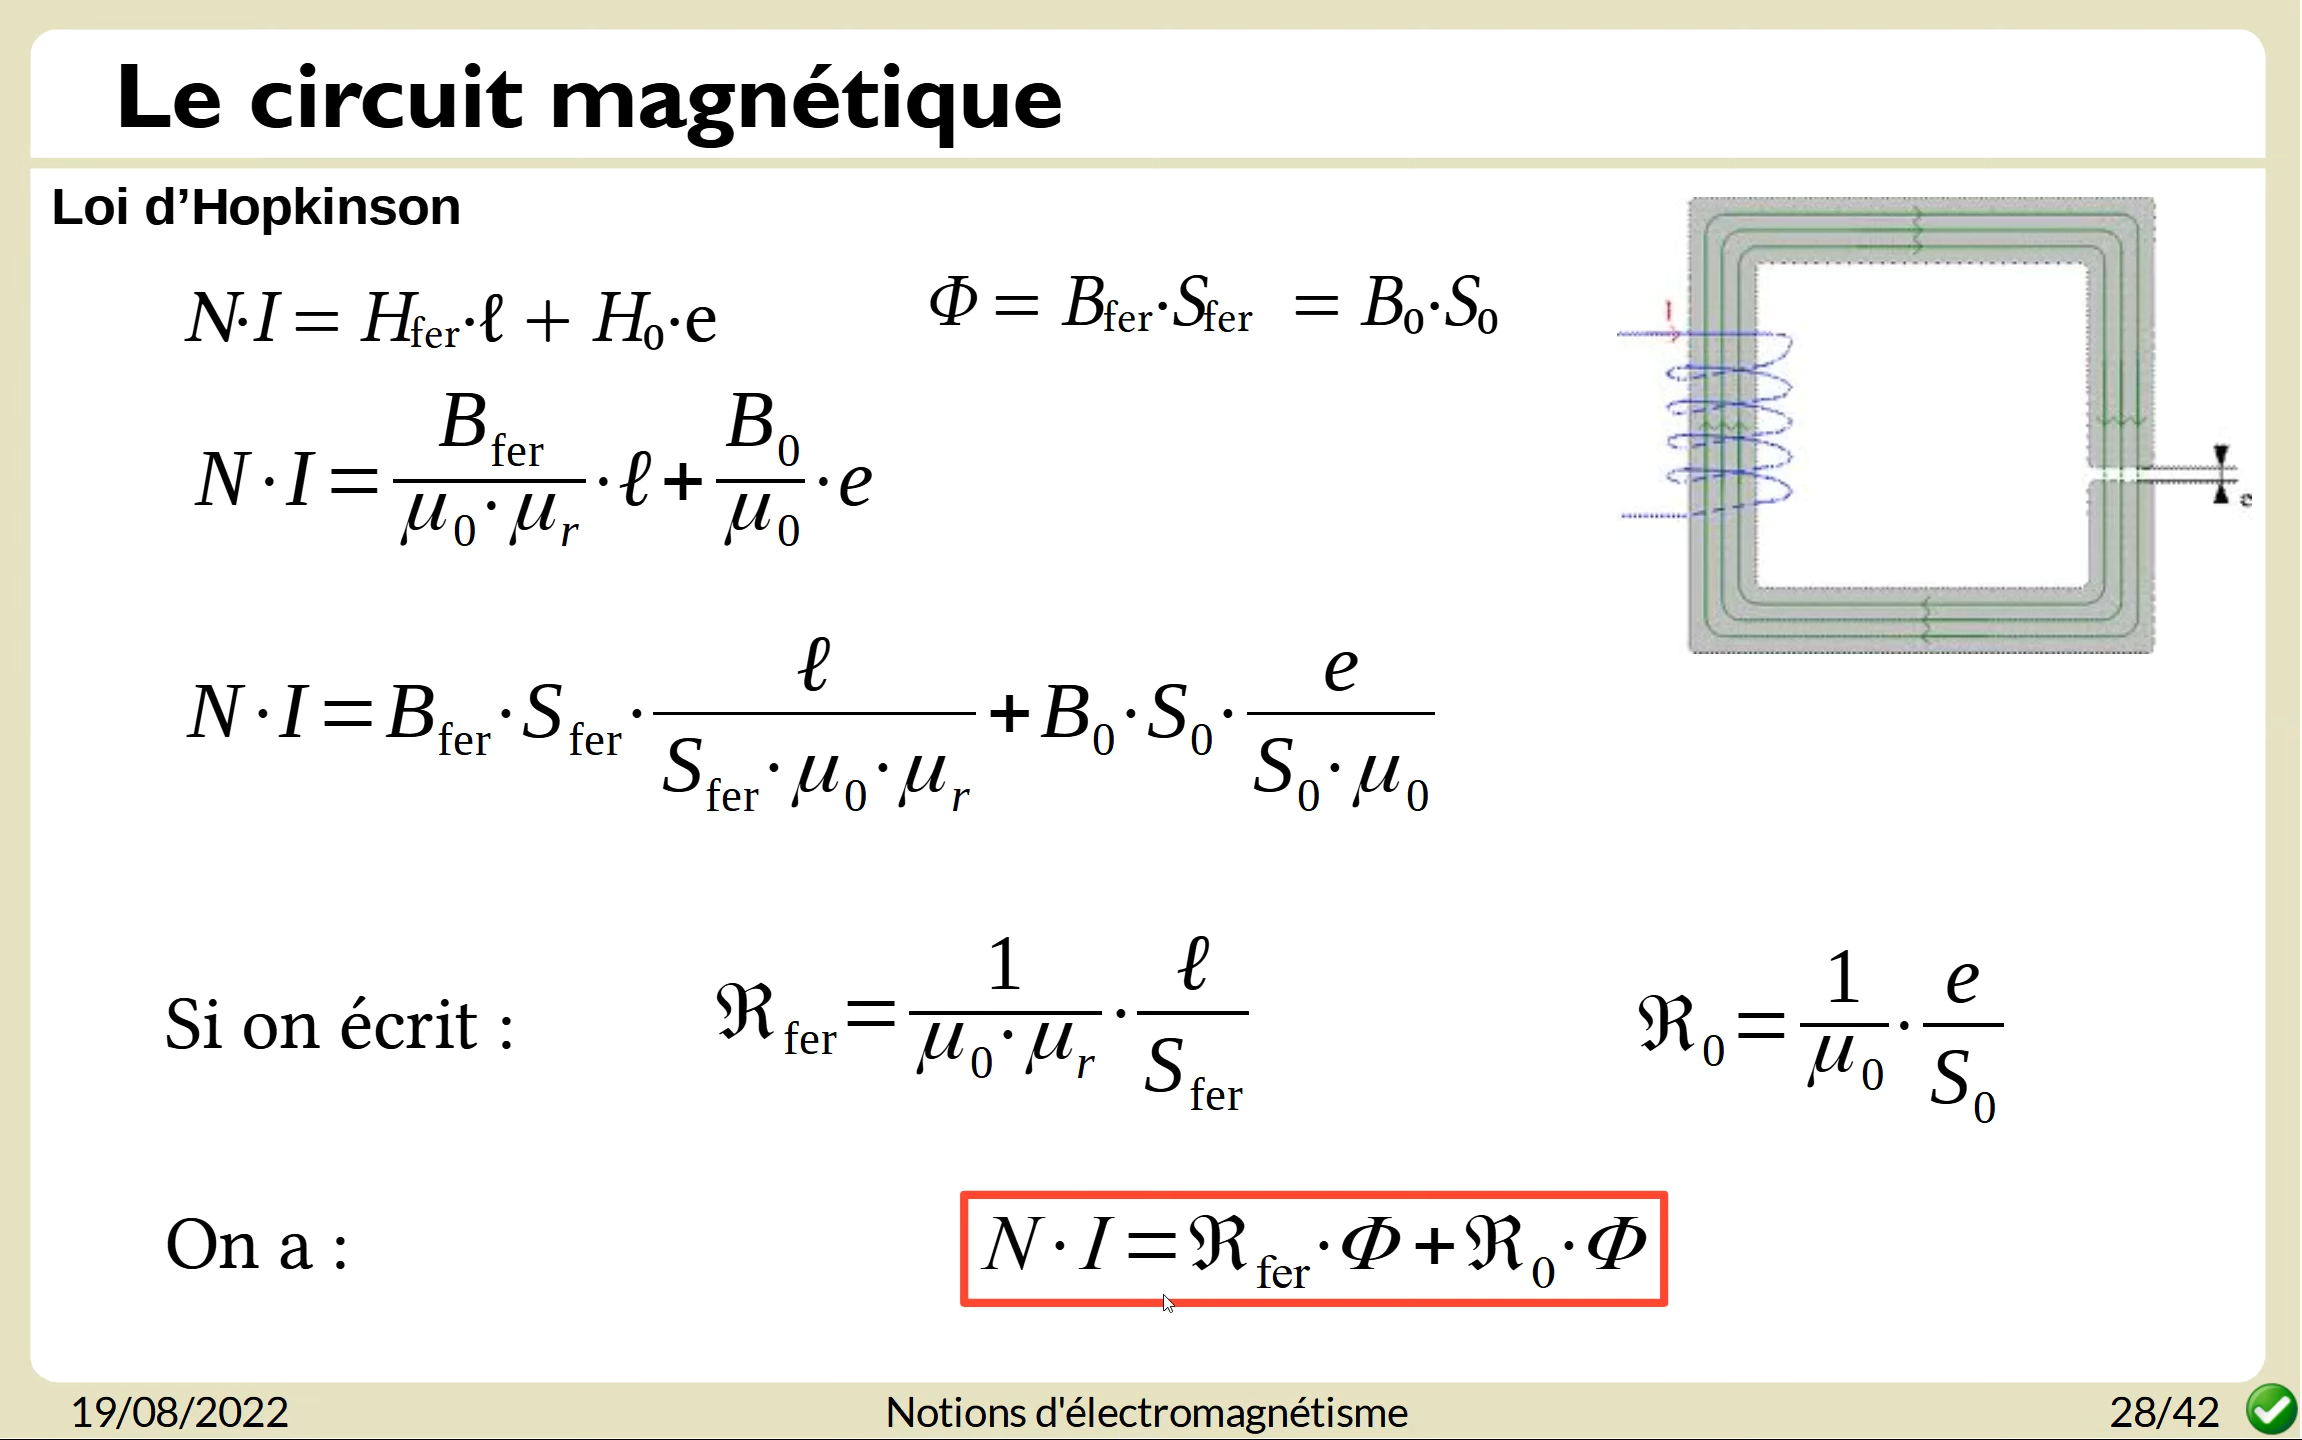 Le circuit magnétique
Loi d’Hopkinson
N·I = H_fer·ℓ + H_0·e
Φ = B_fer·S_fer = B_0·S_0
I
N·I = B_fer/(μ_0·μ_r)·ℓ + B_0/μ_0·e
e
N·I = B_fer·S_fer·ℓ/(S_fer·μ_0·μ_r) + B_0·S_0·e/(S_0·μ_0)
Si on écrit : ℜ_fer = 1/(μ_0·μ_r)·ℓ/S_fer ℜ_0 = 1/μ_0·e/S_0
On a : N·I = ℜ_fer·Φ + ℜ_0·Φ
19/08/2022 Notions d'électromagnétisme 28/42